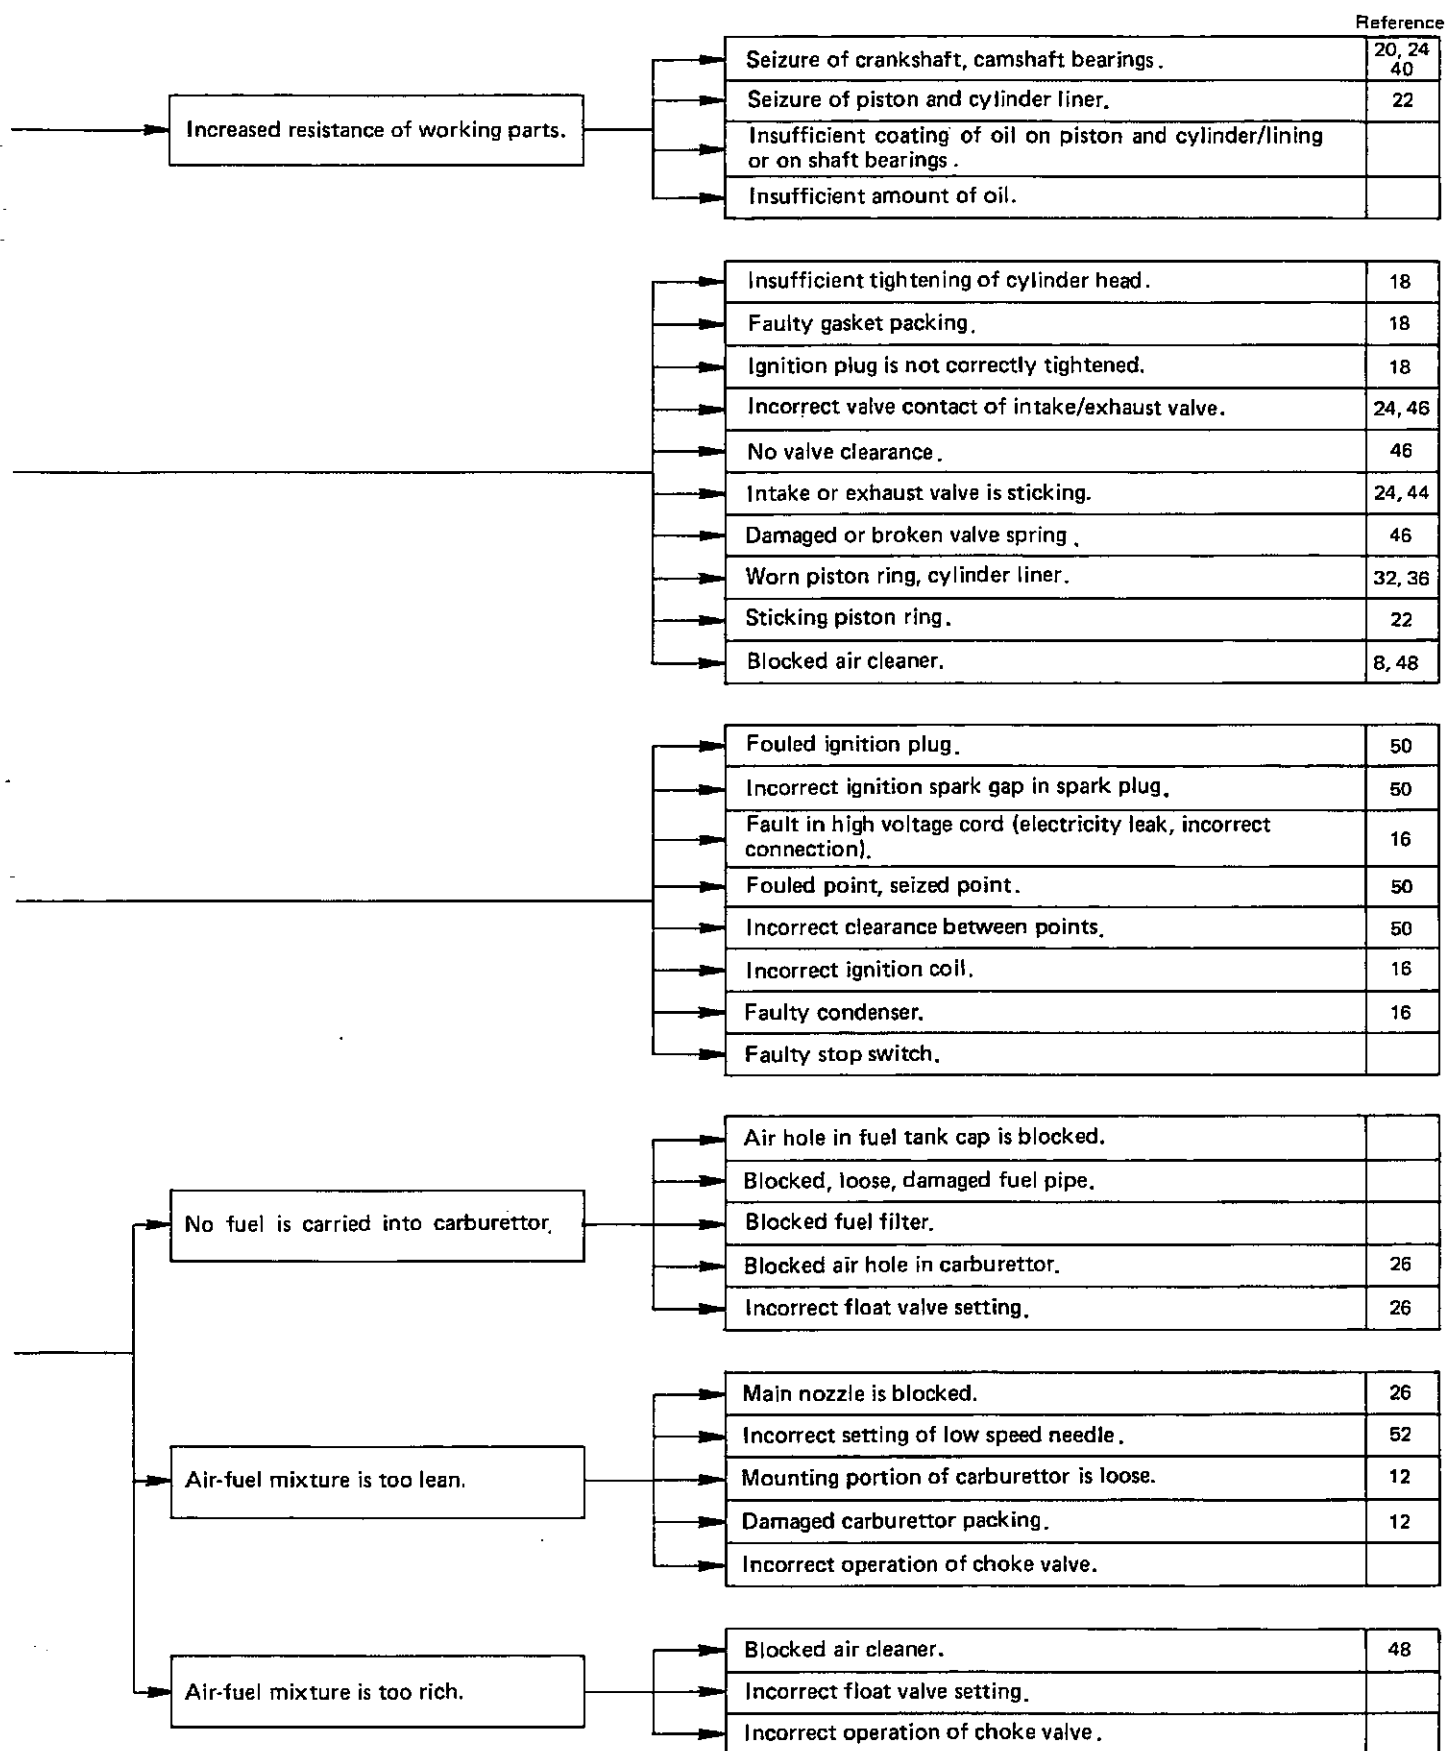 Reference
Increased resistance of working parts.
Seizure of crankshaft, camshaft bearings.
20, 24
40
Seizure of piston and cylinder liner.
22
Insufficient coating of oil on piston and cylinder/lining
or on shaft bearings.
Insufficient amount of oil.
Insufficient tightening of cylinder head.
18
Faulty gasket packing.
18
Ignition plug is not correctly tightened.
18
Incorrect valve contact of intake/exhaust valve.
24, 46
No valve clearance.
46
Intake or exhaust valve is sticking.
24, 44
Damaged or broken valve spring.
46
Worn piston ring, cylinder liner.
32, 36
Sticking piston ring.
22
Blocked air cleaner.
8, 48
Fouled ignition plug.
50
Incorrect ignition spark gap in spark plug.
50
Fault in high voltage cord (electricity leak, incorrect
connection).
16
Fouled point, seized point.
50
Incorrect clearance between points.
50
Incorrect ignition coil.
16
Faulty condenser.
16
Faulty stop switch.
No fuel is carried into carburettor.
Air hole in fuel tank cap is blocked.
Blocked, loose, damaged fuel pipe.
Blocked fuel filter.
Blocked air hole in carburettor.
26
Incorrect float valve setting.
26
Air-fuel mixture is too lean.
Main nozzle is blocked.
26
Incorrect setting of low speed needle.
52
Mounting portion of carburettor is loose.
12
Damaged carburettor packing.
12
Incorrect operation of choke valve.
Air-fuel mixture is too rich.
Blocked air cleaner.
48
Incorrect float valve setting.
Incorrect operation of choke valve.